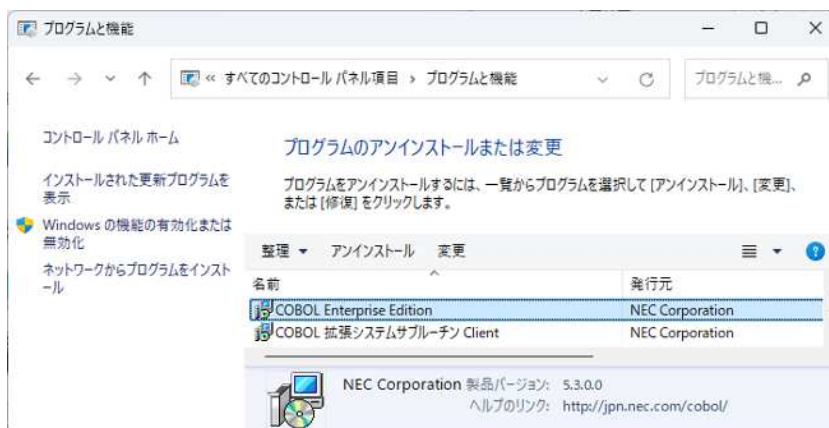 プログラムと機能
« すべてのコントロール パネル項目 › プログラムと機能
プログラムと機...
コントロール パネル ホーム
インストールされた更新プログラムを
表示
Windows の機能の有効化または
無効化
ネットワークからプログラムをインスト
ール
プログラムのアンインストールまたは変更
プログラムをアンインストールするには、一覧からプログラムを選択して [アンインストール]、[変更]、
または [修復] をクリックします。
整理 アンインストール 変更
名前 発行元
COBOL Enterprise Edition NEC Corporation
COBOL 拡張システムサブルーチン Client NEC Corporation
NEC Corporation 製品バージョン: 5.3.0.0
ヘルプのリンク: http://jpn.nec.com/cobol/